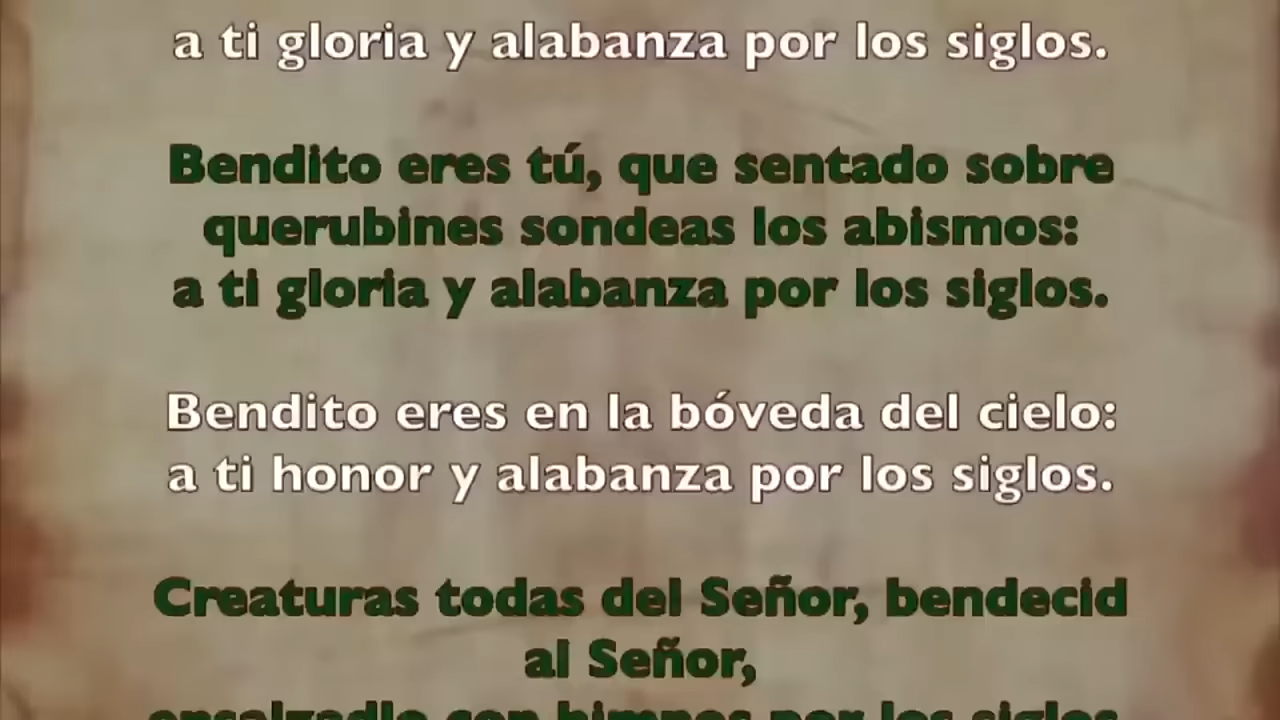 a ti gloria y alabanza por los siglos.
Bendito eres tú, que sentado sobre
querubines sondeas los abismos:
a ti gloria y alabanza por los siglos.
Bendito eres en la bóveda del cielo:
a ti honor y alabanza por los siglos.
Creaturas todas del Señor, bendecid
al Señor,
ensalzadlo con himnos por los siglos